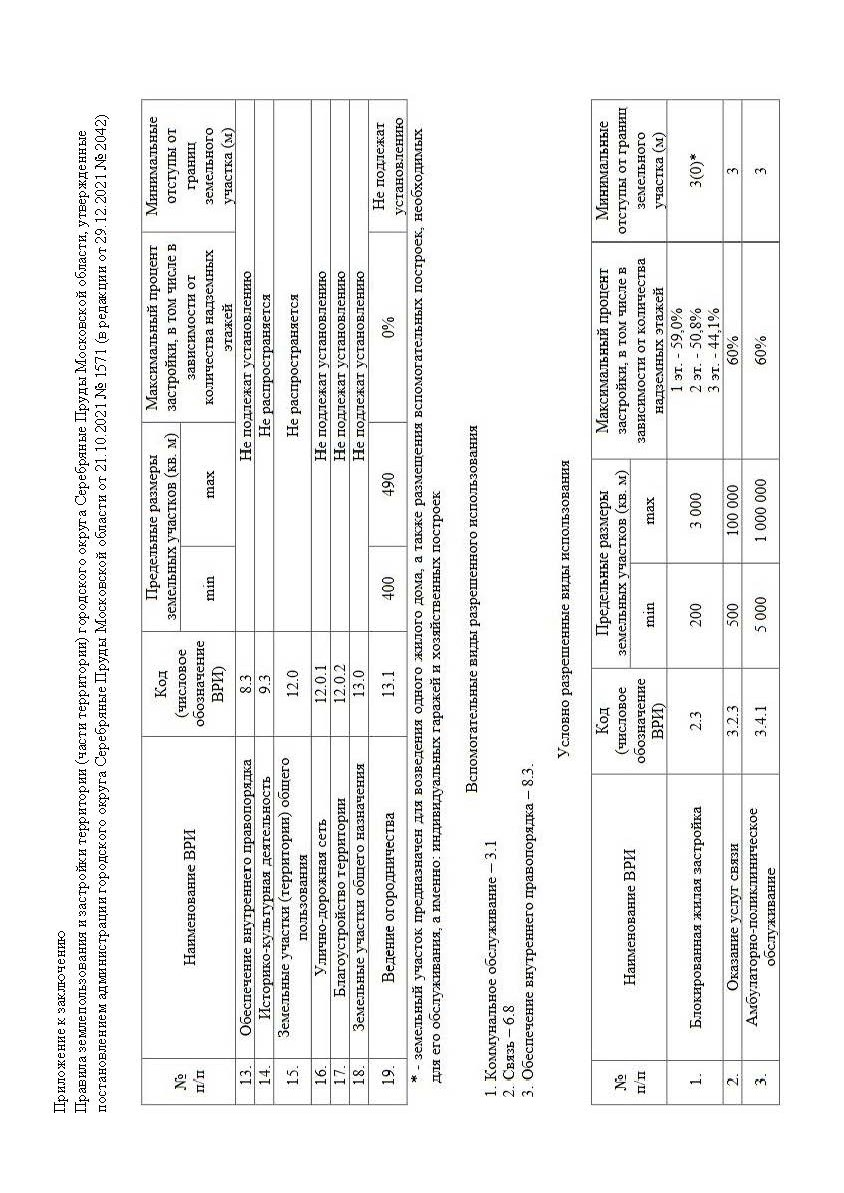 Приложение к заключению
Правила землепользования и застройки территории (части территории) городского округа Серебряные Пруды Московской области, утвержденные
постановлением администрации городского округа Серебряные Пруды Московской области от 21.10.2021 № 1571 (в редакции от 29.12.2021 № 2042)
№ п/п | Наименование ВРИ | Код (числовое обозначение ВРИ) | Предельные размеры земельных участков (кв. м) min max | Максимальный процент застройки, в том числе в зависимости от количества надземных этажей | Минимальные отступы от границ земельного участка (м)
13. Обеспечение внутреннего правопорядка 8.3 Не подлежат установлению
14. Историко-культурная деятельность 9.3 Не распространяется
15. Земельные участки (территории) общего пользования 12.0 Не распространяется
16. Улично-дорожная сеть 12.0.1 Не подлежат установлению
17. Благоустройство территории 12.0.2 Не подлежат установлению
18. Земельные участки общего назначения 13.0 Не подлежат установлению
19. Ведение огородничества 13.1 400 490 0% Не подлежат установлению
* - земельный участок предназначен для возведения одного жилого дома, а также размещения вспомогательных построек, необходимых
для его обслуживания, а именно: индивидуальных гаражей и хозяйственных построек
Вспомогательные виды разрешенного использования
1. Коммунальное обслуживание – 3.1
2. Связь – 6.8
3. Обеспечение внутреннего правопорядка – 8.3.
Условно разрешенные виды использования
№ п/п | Наименование ВРИ | Код (числовое обозначение ВРИ) | Предельные размеры земельных участков (кв. м) min max | Максимальный процент застройки, в том числе в зависимости от количества надземных этажей | Минимальные отступы от границ земельного участка (м)
1. Блокированная жилая застройка 2.3 200 3 000 1 эт. - 59,0% 2 эт. - 50,8% 3 эт. - 44,1% 3(0)*
2. Оказание услуг связи 3.2.3 500 100 000 60% 3
3. Амбулаторно-поликлиническое обслуживание 3.4.1 5 000 1 000 000 60% 3